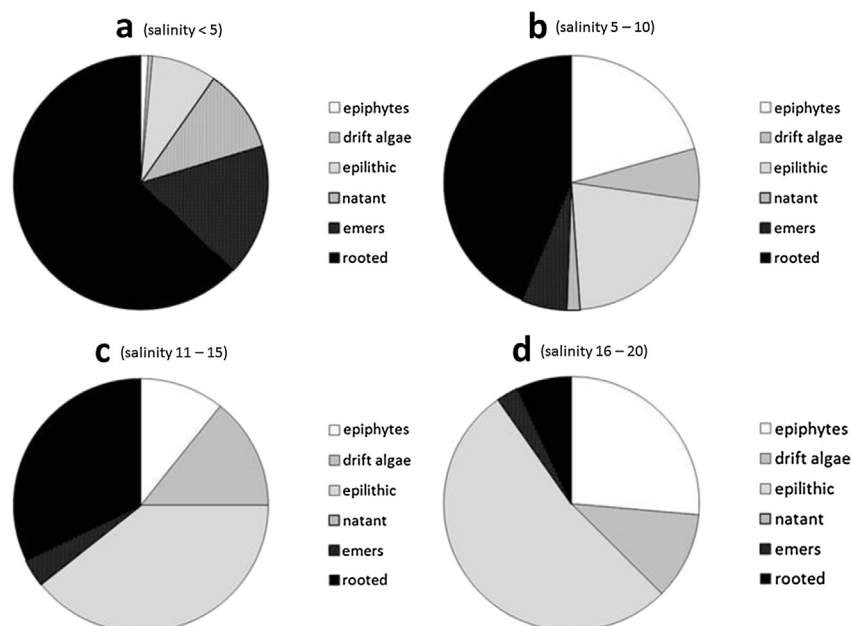 a (salinity < 5)
epiphytes
drift algae
epilithic
natant
emers
rooted
b (salinity 5 – 10)
epiphytes
drift algae
epilithic
natant
emers
rooted
c (salinity 11 – 15)
epiphytes
drift algae
epilithic
natant
emers
rooted
d (salinity 16 – 20)
epiphytes
drift algae
epilithic
natant
emers
rooted